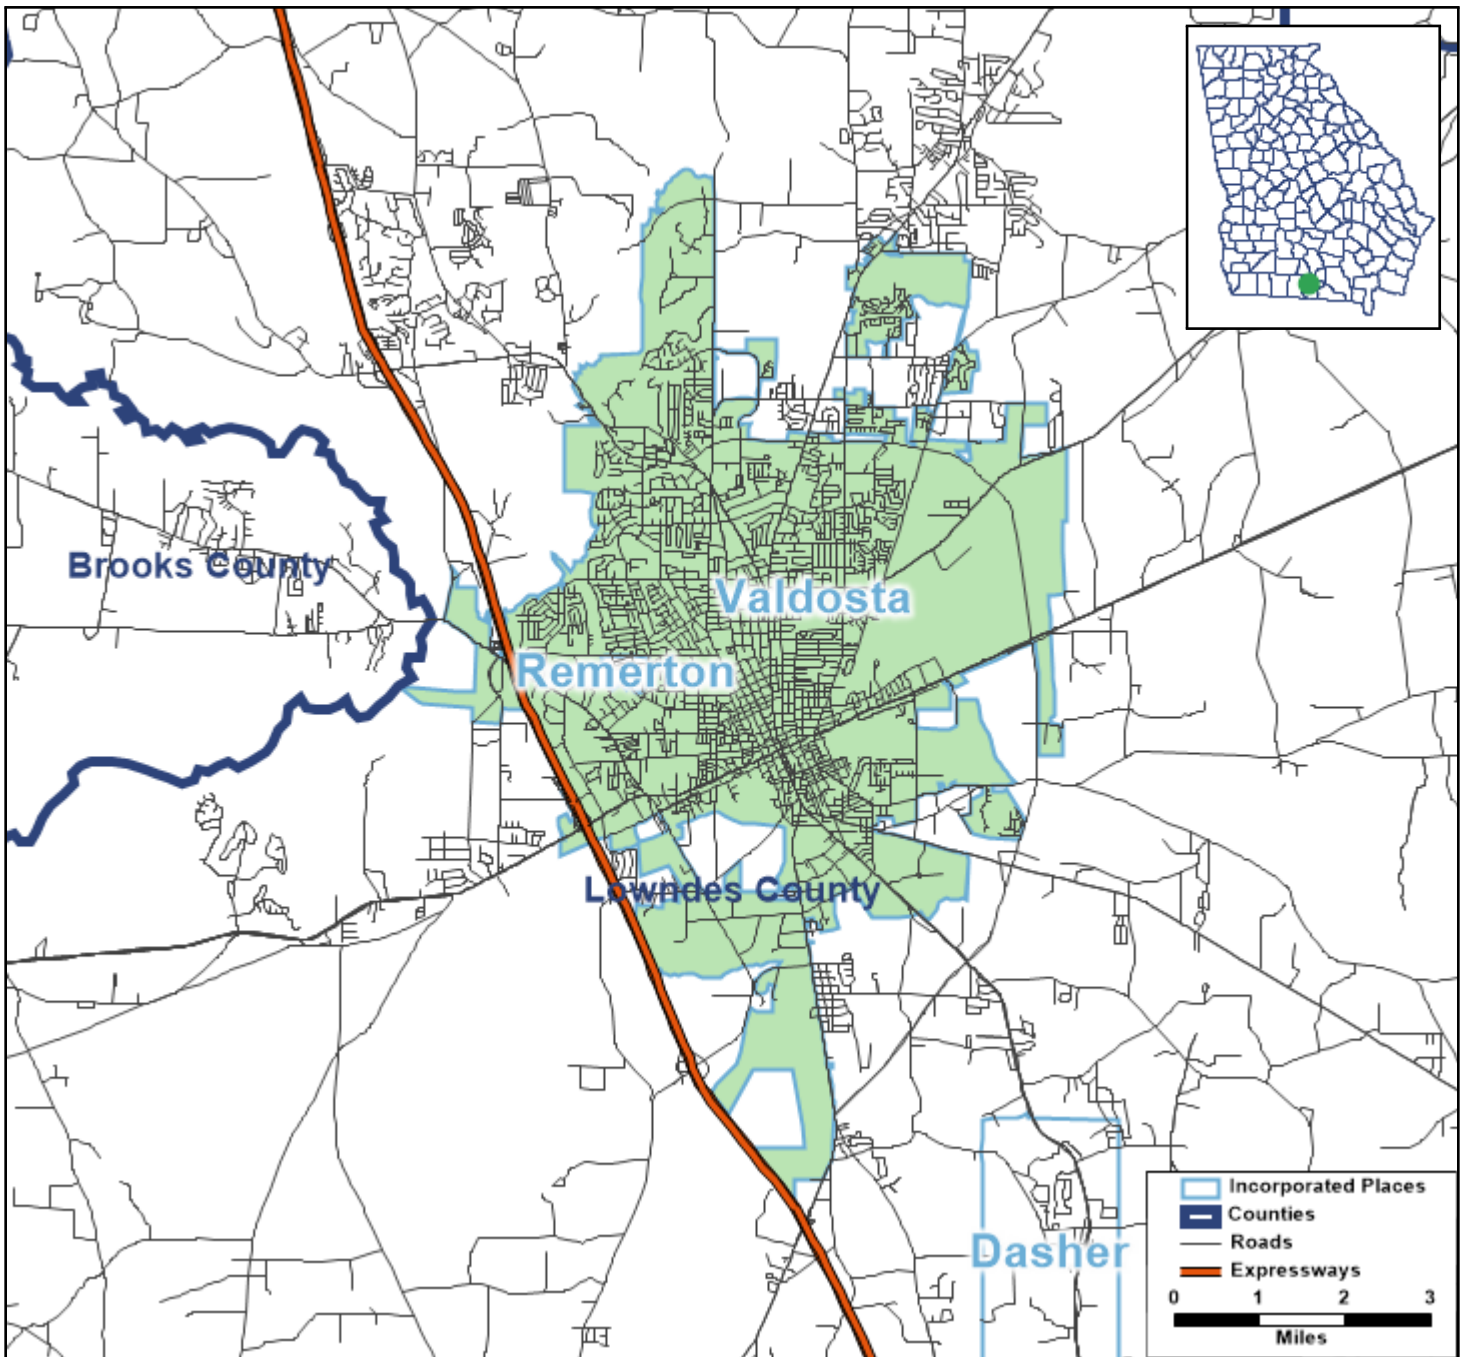 Brooks County
Valdosta
Remerton
Lowndes County
Dasher
Incorporated Places
Counties
Roads
Expressways
0 1 2 3
Miles